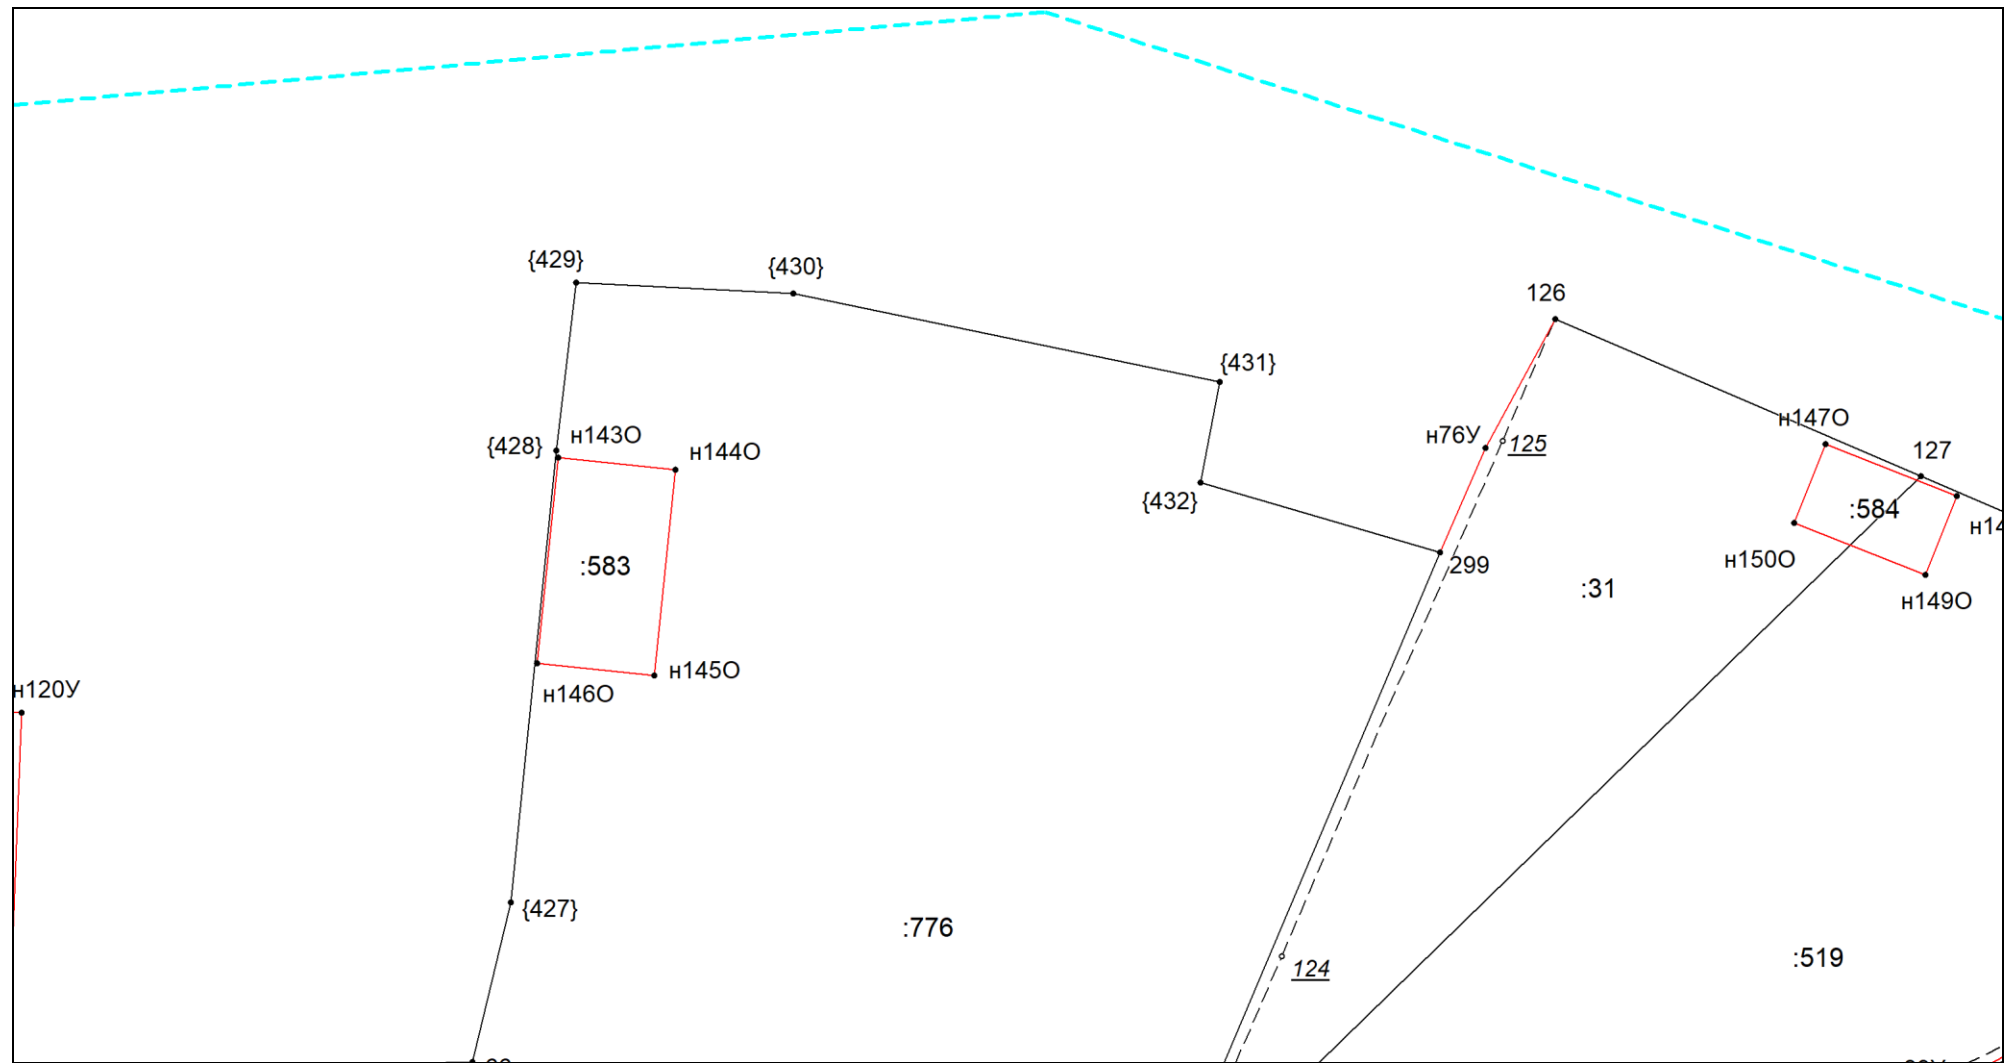 {429}
{430}
126
{431}
н147О
н143О
н76У
125
{428}
н144О
127
{432}
:584
н14
н150О
299
:583
:31
н149О
н145О
н120У
н146О
{427}
:776
:519
124